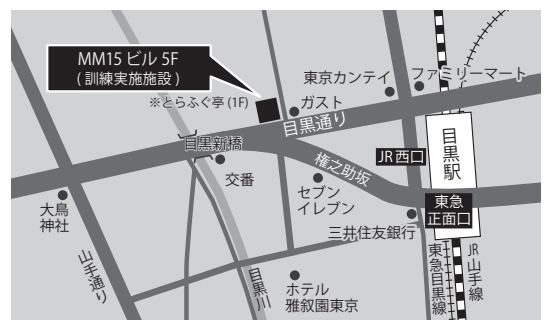 MM15 ビル 5F
( 訓練実施施設 )
※とらふぐ亭 (1F)
東京カンテイ
ファミリーマート
ガスト
目黒通り
目黒新橋
交番
権之助坂
JR 西口
目黒駅
セブン
イレブン
東急
正面口
三井住友銀行
大鳥
神社
山手通り
目黒川
ホテル
雅叙園東京
東急目黒線
JR
山手線